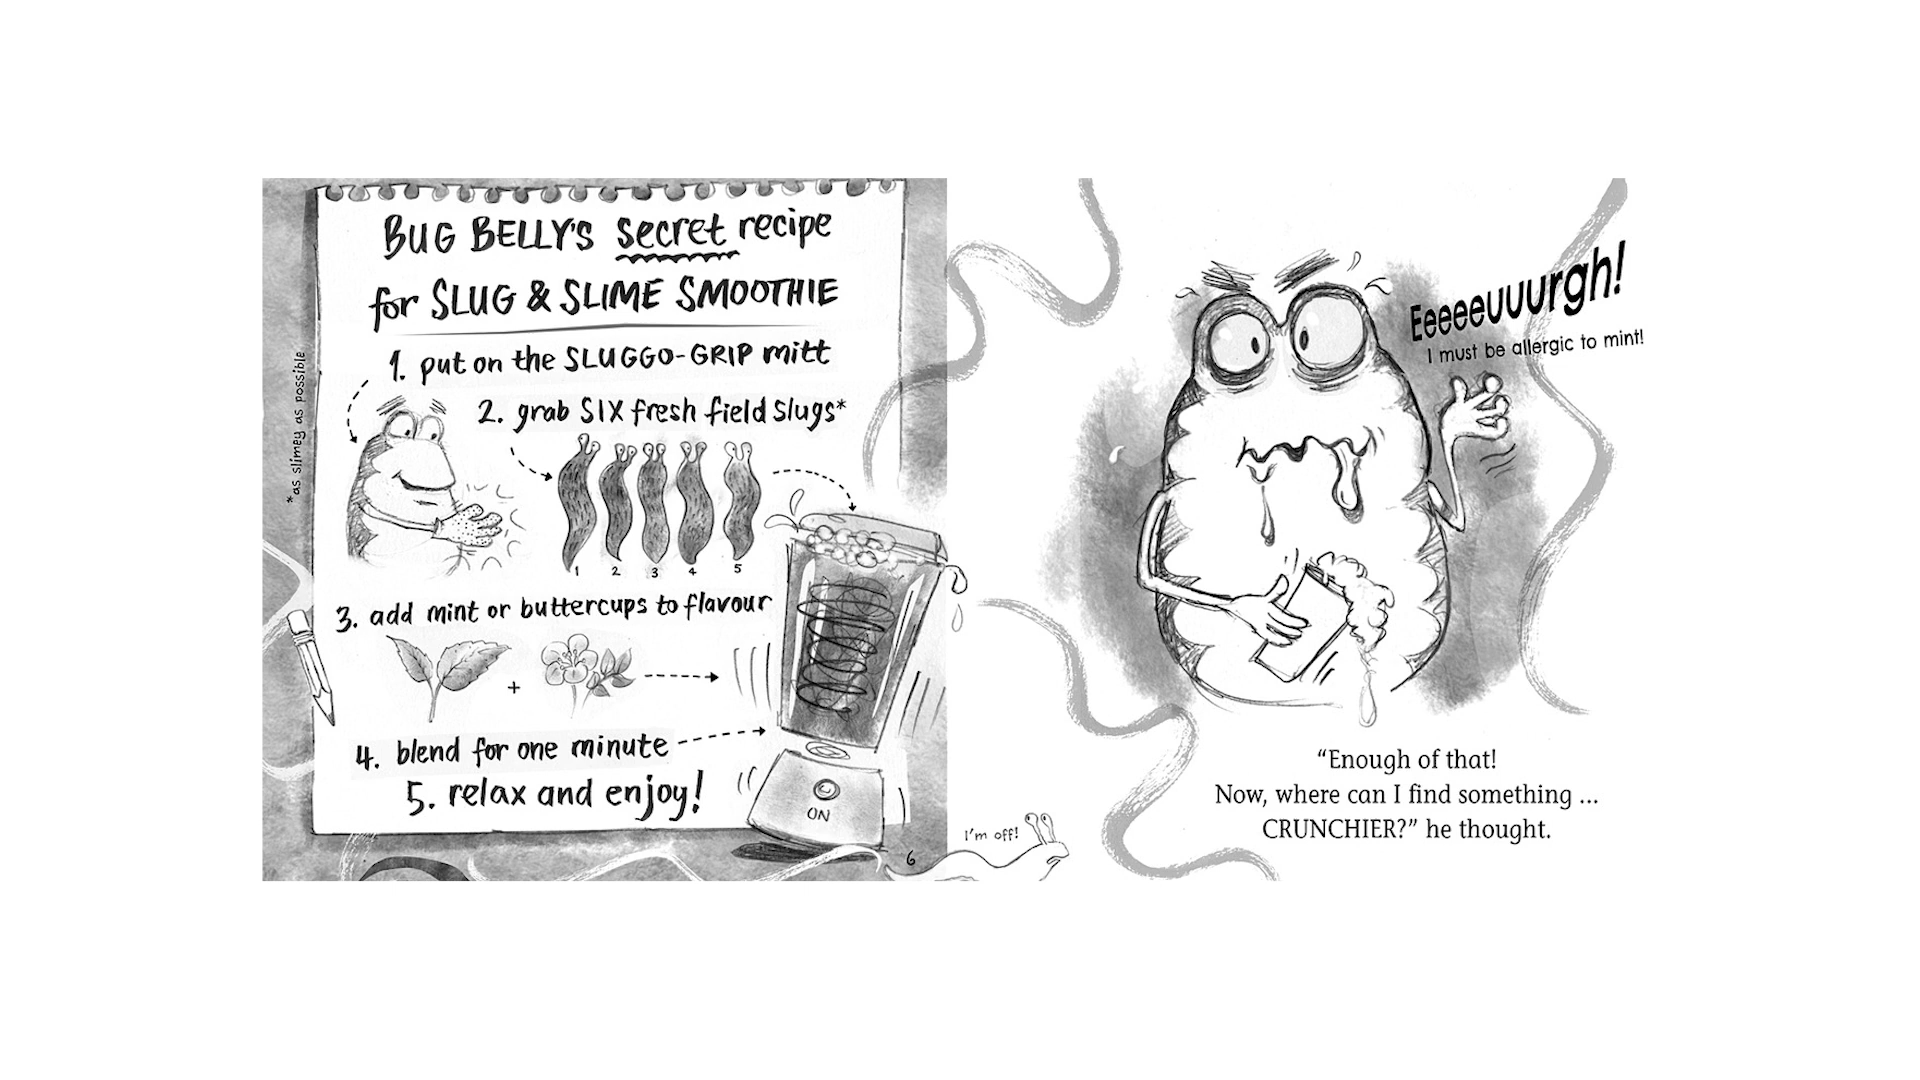 BUG BELLY'S secret recipe
for SLUG & SLIME SMOOTHIE
1. put on the SLUGGO-GRIP mitt
2. grab SIX fresh field slugs*
1 2 3 4 5
*as slimey as possible
3. add mint or buttercups to flavour
+
4. blend for one minute
5. relax and enjoy!
ON
6
I'm off!
Eeeeeuuurgh!
I must be allergic to mint!
“Enough of that!
Now, where can I find something ...
CRUNCHIER?” he thought.